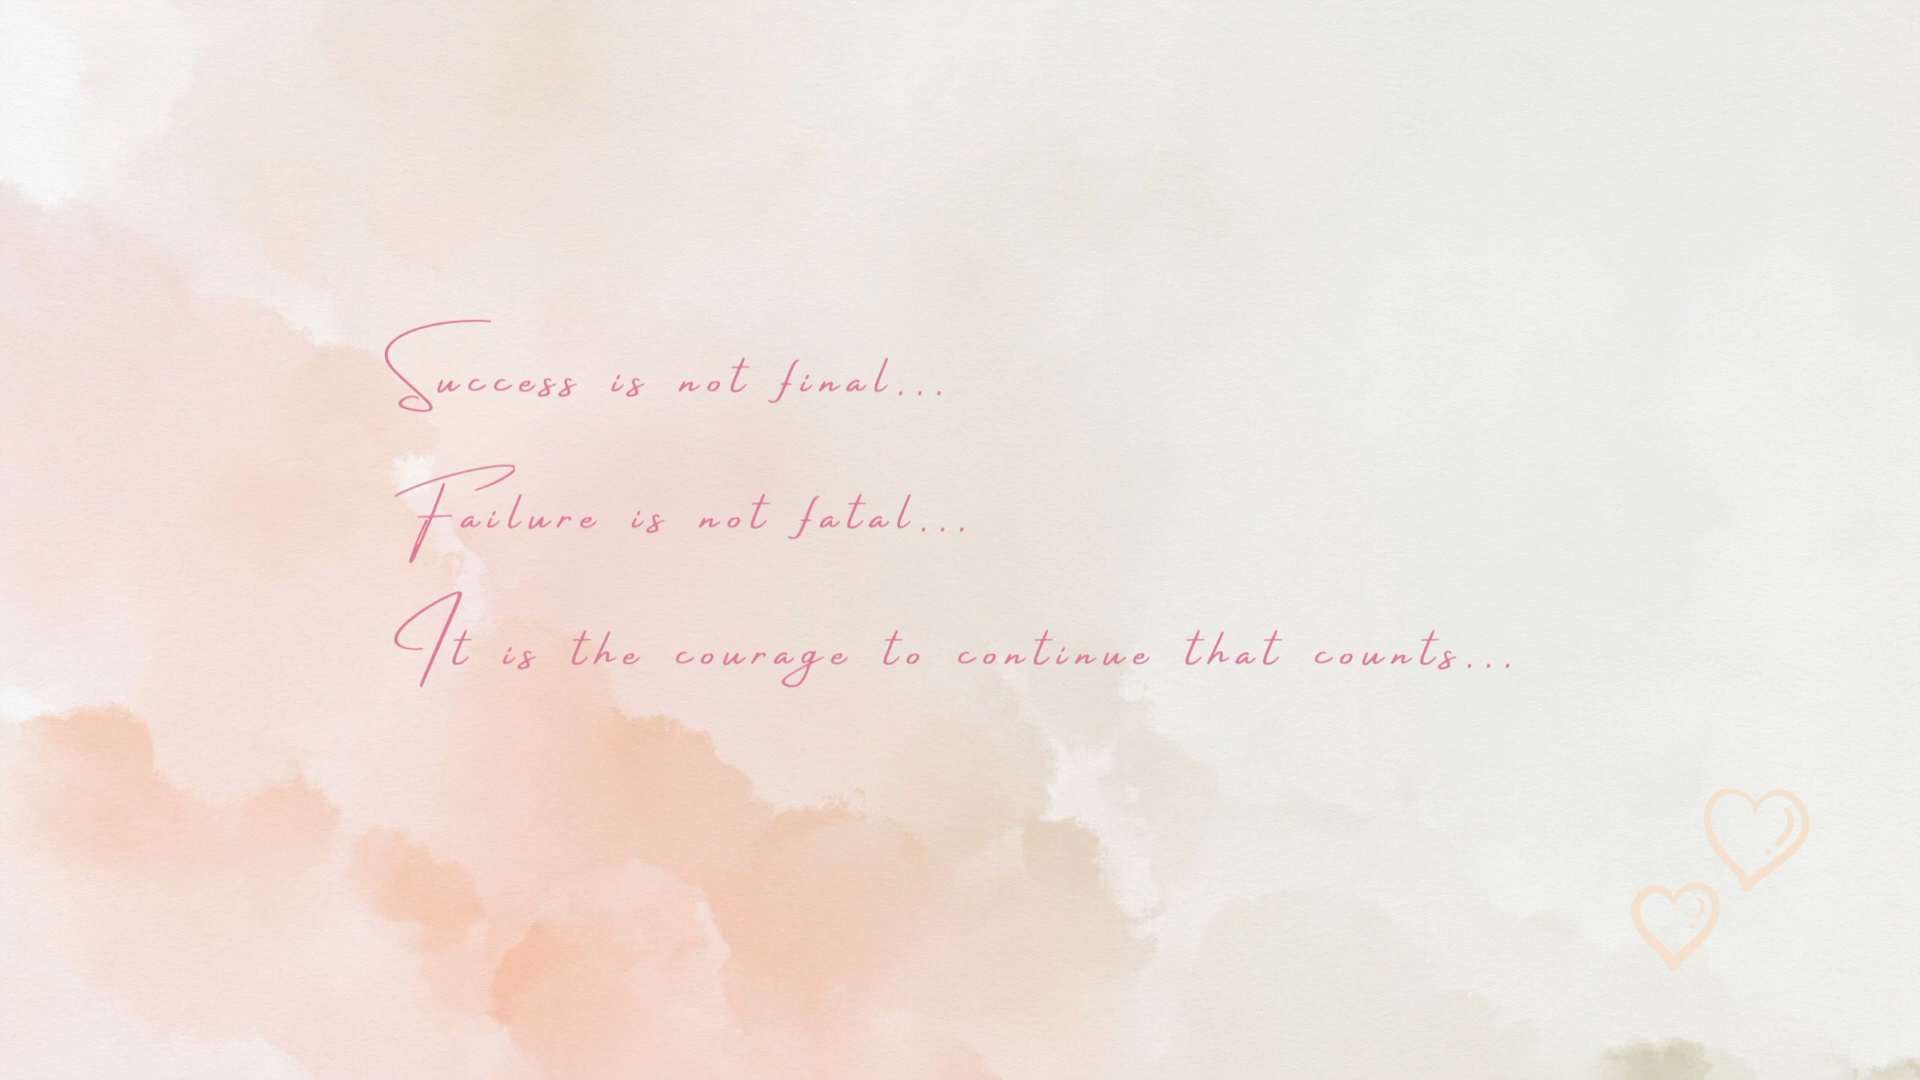 Success is not final...
Failure is not fatal...
It is the courage to continue that counts...